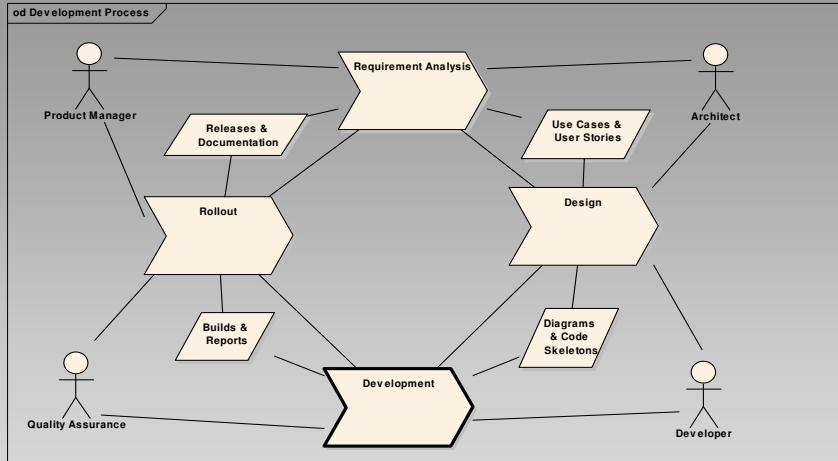 od Development Process
Requirement Analysis
Product Manager
Architect
Releases &
Documentation
Use Cases &
User Stories
Rollout
Design
Builds &
Reports
Diagrams
& Code
Skeletons
Development
Quality Assurance
Developer